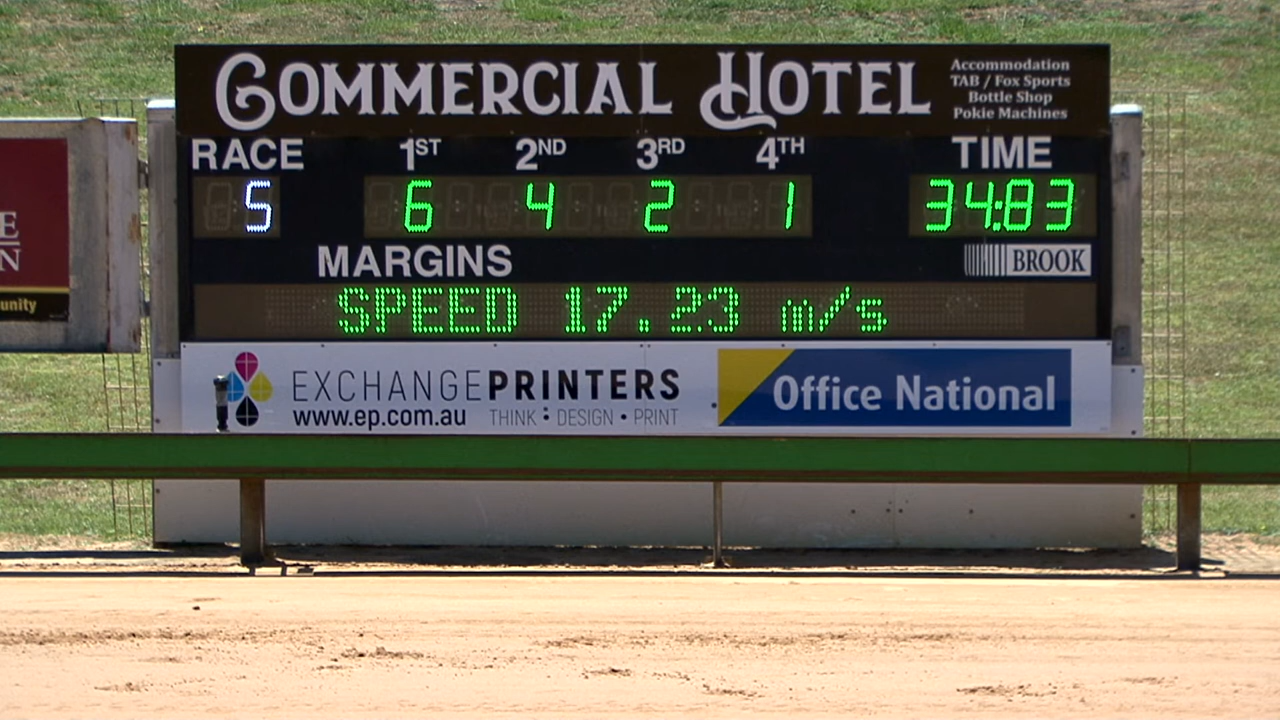 COMMERCIAL HOTEL
Accommodation
TAB / Fox Sports
Bottle Shop
Pokie Machines
RACE 1ST 2ND 3RD 4TH TIME
5 6 4 2 1 34:83
MARGINS
BROOK
SPEED 17.23 m/s
E
N
unity
EXCHANGEPRINTERS
www.ep.com.au THINK : DESIGN • PRINT
Office National